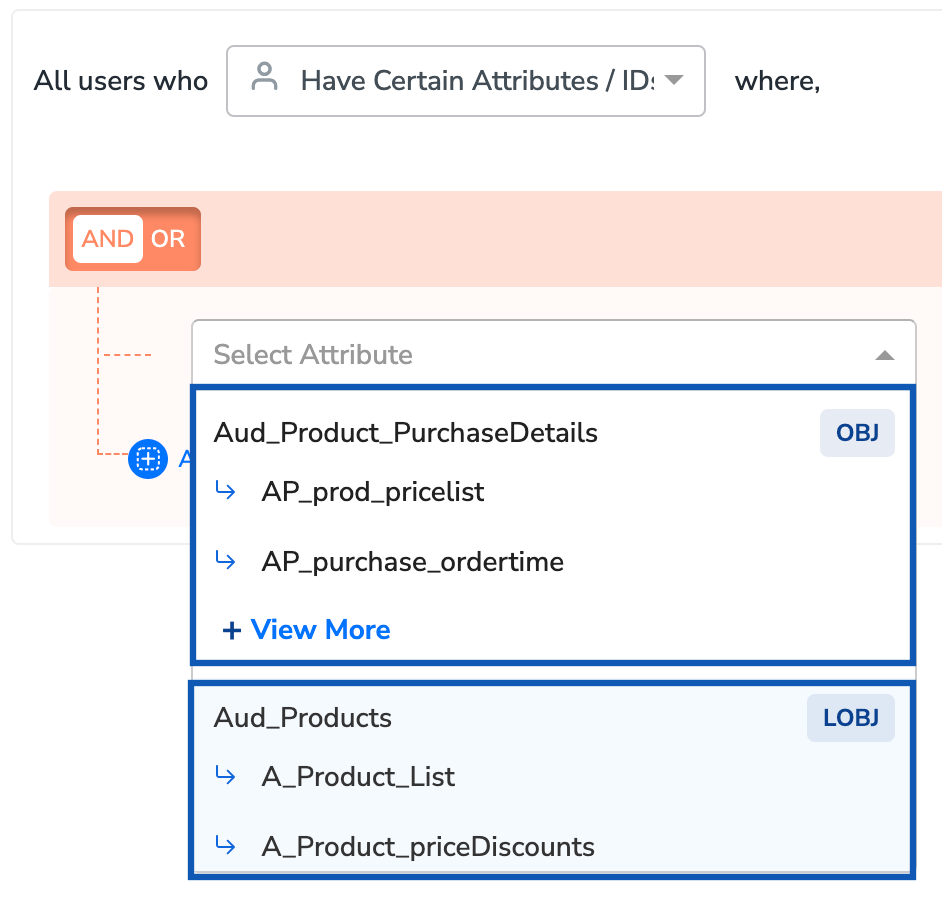 All users who Have Certain Attributes / IDs where,
AND OR
Select Attribute
Aud_Product_PurchaseDetails OBJ
AP_prod_pricelist
AP_purchase_ordertime
+ View More
Aud_Products LOBJ
A_Product_List
A_Product_priceDiscounts